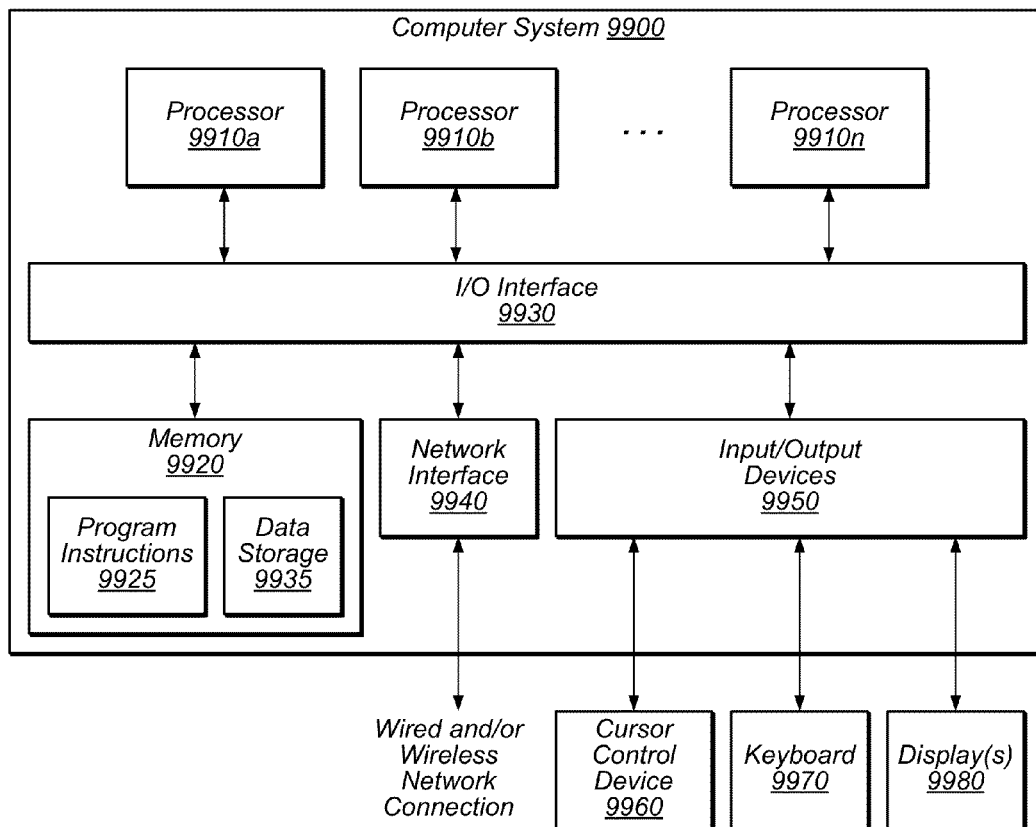 Computer System 9900
Processor
9910a
Processor
9910b
. . .
Processor
9910n
I/O Interface
9930
Memory
9920
Program
Instructions
9925
Data
Storage
9935
Network
Interface
9940
Input/Output
Devices
9950
Wired and/or
Wireless
Network
Connection
Cursor
Control
Device
9960
Keyboard
9970
Display(s)
9980